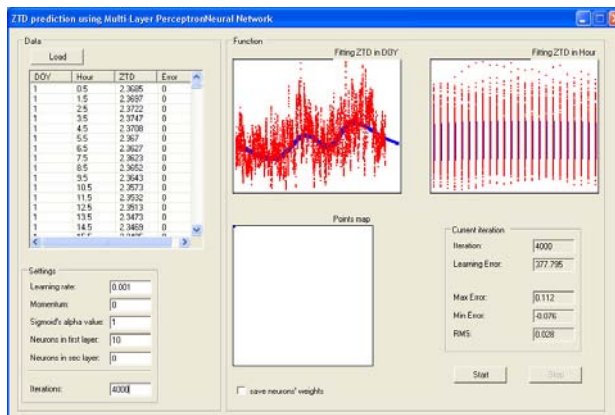 ZTD prediction using Multi-Layer PerceptronNeural Network
Data
Load
DOY Hour ZTD Error
1 0.5 2.3685 0
1 1.5 2.3697 0
1 2.5 2.3722 0
1 3.5 2.3747 0
1 4.5 2.3708 0
1 5.5 2.367 0
1 6.5 2.3627 0
1 7.5 2.3623 0
1 8.5 2.3652 0
1 9.5 2.3643 0
1 10.5 2.3573 0
1 11.5 2.3532 0
1 12.5 2.3513 0
1 13.5 2.3473 0
1 14.5 2.3469 0
Settings
Learning rate: 0.001
Momentum: 0
Sigmoid's alpha value: 1
Neurons in first layer: 10
Neurons in sec layer: 0
Iterations: 4000
Function
Fitting ZTD in DOY
Fitting ZTD in Hour
Points map
save neurons' weights
Current iteration
Iteration: 4000
Learning Error: 377.795
Max Error: 0.112
Min Error: -0.076
RMS: 0.028
Start Stop